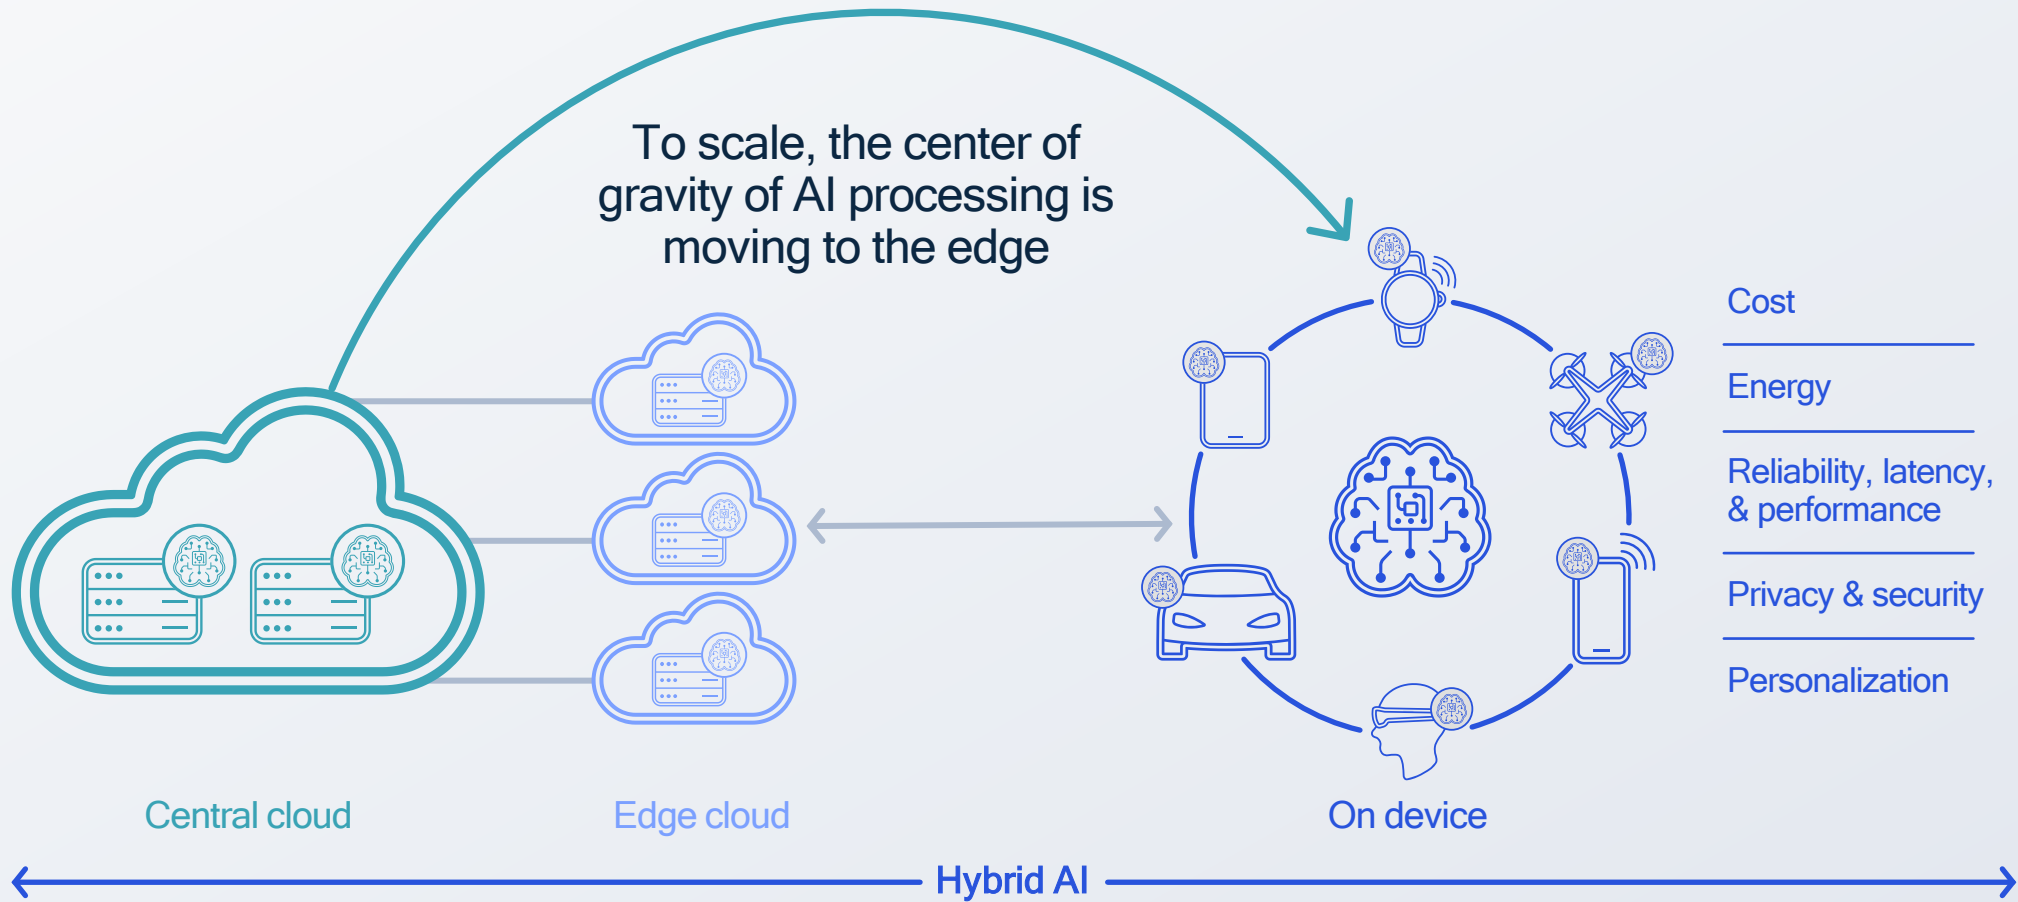 To scale, the center of
gravity of AI processing is
moving to the edge
Cost
Energy
Reliability, latency,
& performance
Privacy & security
Personalization
Central cloud
Edge cloud
On device
Hybrid AI